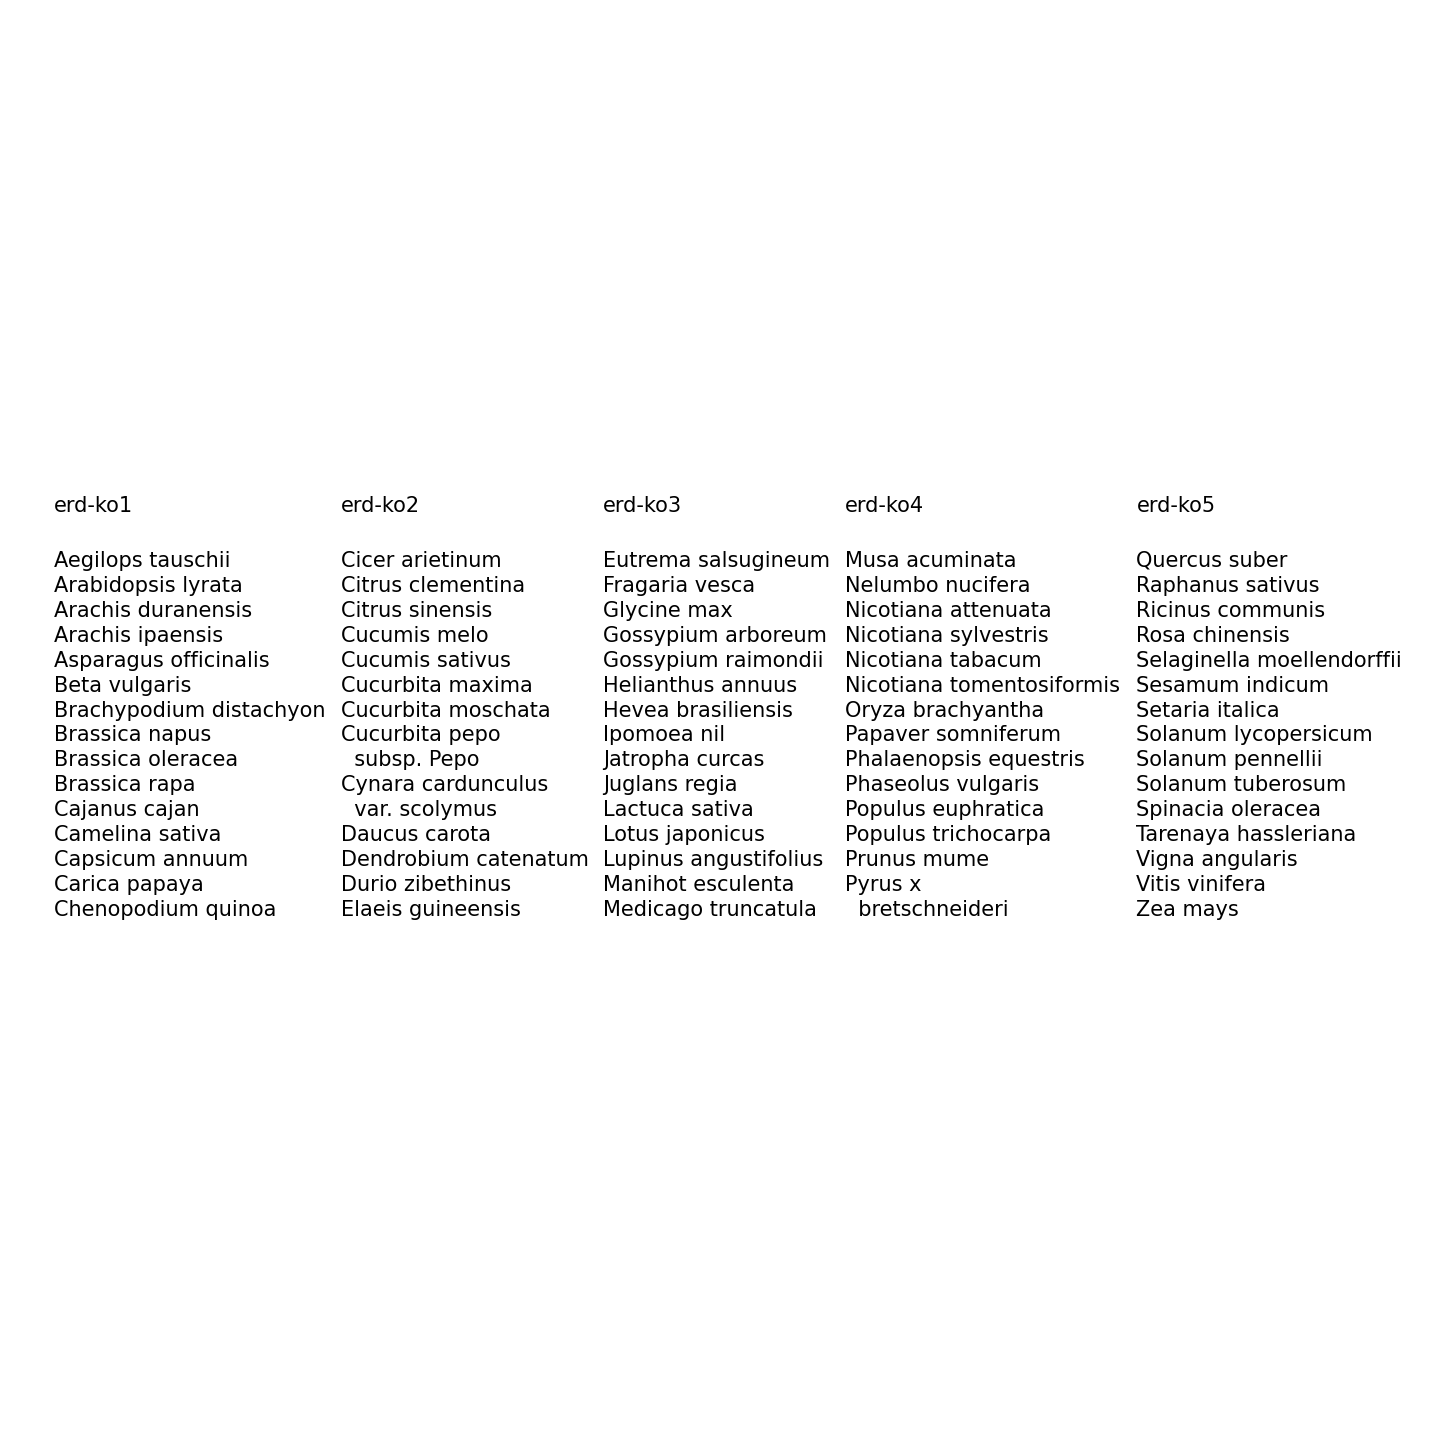 erd-ko1
Aegilops tauschii
Arabidopsis lyrata
Arachis duranensis
Arachis ipaensis
Asparagus officinalis
Beta vulgaris
Brachypodium distachyon
Brassica napus
Brassica oleracea
Brassica rapa
Cajanus cajan
Camelina sativa
Capsicum annuum
Carica papaya
Chenopodium quinoa
erd-ko2
Cicer arietinum
Citrus clementina
Citrus sinensis
Cucumis melo
Cucumis sativus
Cucurbita maxima
Cucurbita moschata
Cucurbita pepo
subsp. Pepo
Cynara cardunculus
var. scolymus
Daucus carota
Dendrobium catenatum
Durio zibethinus
Elaeis guineensis
erd-ko3
Eutrema salsugineum
Fragaria vesca
Glycine max
Gossypium arboreum
Gossypium raimondii
Helianthus annuus
Hevea brasiliensis
Ipomoea nil
Jatropha curcas
Juglans regia
Lactuca sativa
Lotus japonicus
Lupinus angustifolius
Manihot esculenta
Medicago truncatula
erd-ko4
Musa acuminata
Nelumbo nucifera
Nicotiana attenuata
Nicotiana sylvestris
Nicotiana tabacum
Nicotiana tomentosiformis
Oryza brachyantha
Papaver somniferum
Phalaenopsis equestris
Phaseolus vulgaris
Populus euphratica
Populus trichocarpa
Prunus mume
Pyrus x
bretschneideri
erd-ko5
Quercus suber
Raphanus sativus
Ricinus communis
Rosa chinensis
Selaginella moellendorffii
Sesamum indicum
Setaria italica
Solanum lycopersicum
Solanum pennellii
Solanum tuberosum
Spinacia oleracea
Tarenaya hassleriana
Vigna angularis
Vitis vinifera
Zea mays